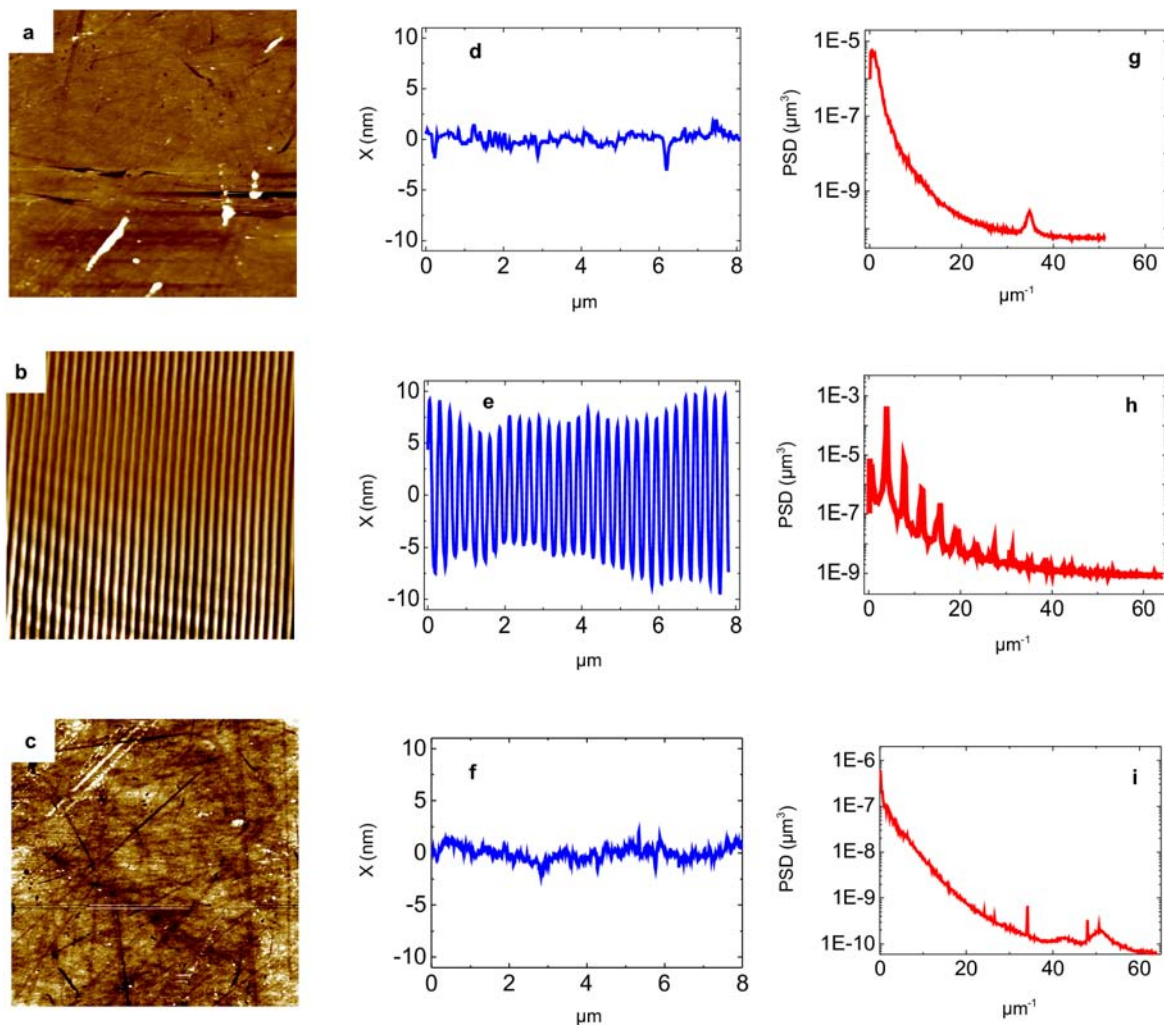 a
d
10
5
0
-5
-10
X (nm)
0 2 4 6 8
µm
g
1E-5
1E-7
1E-9
PSD (µm³)
0 20 40 60
µm⁻¹
b
e
10
5
0
-5
-10
X (nm)
0 2 4 6 8
µm
h
1E-3
1E-5
1E-7
1E-9
PSD (µm³)
0 20 40 60
µm⁻¹
c
f
10
5
0
-5
-10
X (nm)
0 2 4 6 8
µm
i
1E-6
1E-7
1E-8
1E-9
1E-10
PSD (µm³)
0 20 40 60
µm⁻¹